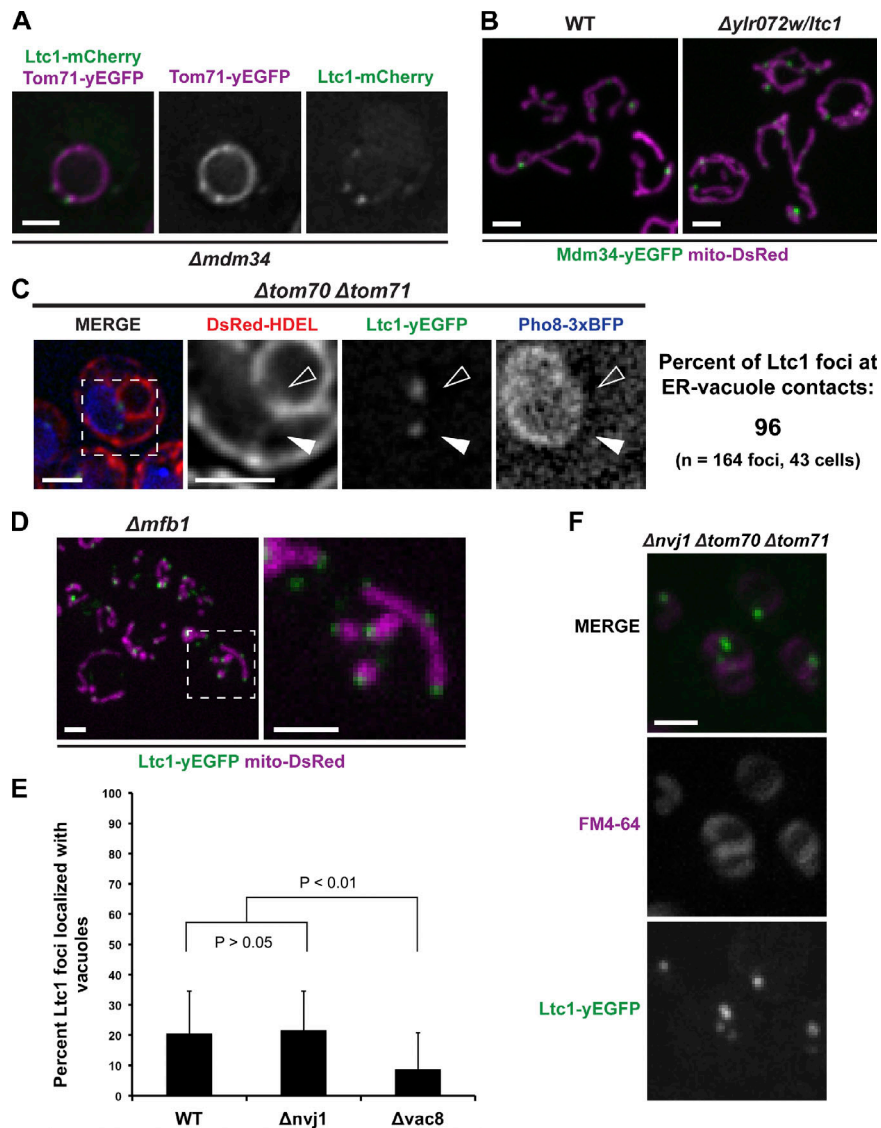 A
Ltc1-mCherry
Tom71-yEGFP
Tom71-yEGFP
Ltc1-mCherry
Δmdm34
B
WT
Δylr072w/ltc1
Mdm34-yEGFP mito-DsRed
C
Δtom70 Δtom71
MERGE
DsRed-HDEL
Ltc1-yEGFP
Pho8-3xBFP
Percent of Ltc1 foci at
ER-vacuole contacts:
96
(n = 164 foci, 43 cells)
D
Δmfb1
Ltc1-yEGFP mito-DsRed
E
Percent Ltc1 foci localized with
vacuoles
100
90
80
70
60
50
40
30
20
10
0
P < 0.01
P > 0.05
WT
Δnvj1
Δvac8
F
Δnvj1 Δtom70 Δtom71
MERGE
FM4-64
Ltc1-yEGFP